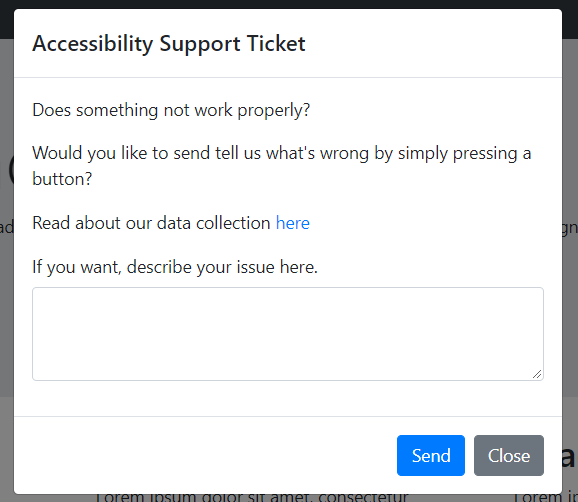 Accessibility Support Ticket
Does something not work properly?
Would you like to send tell us what's wrong by simply pressing a
button?
Read about our data collection here
If you want, describe your issue here.
Send
Close
Lorem ipsum dolor sit amet, consectetur